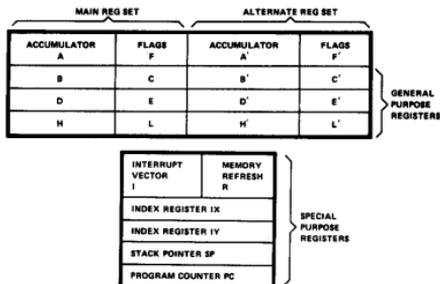 MAIN REG SET ALTERNATE REG SET
ACCUMULATOR A FLAGS F ACCUMULATOR A' FLAGS F'
B C B' C'
D E D' E'
H L H' L'
GENERAL
PURPOSE
REGISTERS
INTERRUPT VECTOR I MEMORY REFRESH R
INDEX REGISTER IX
INDEX REGISTER IY
STACK POINTER SP
PROGRAM COUNTER PC
SPECIAL
PURPOSE
REGISTERS